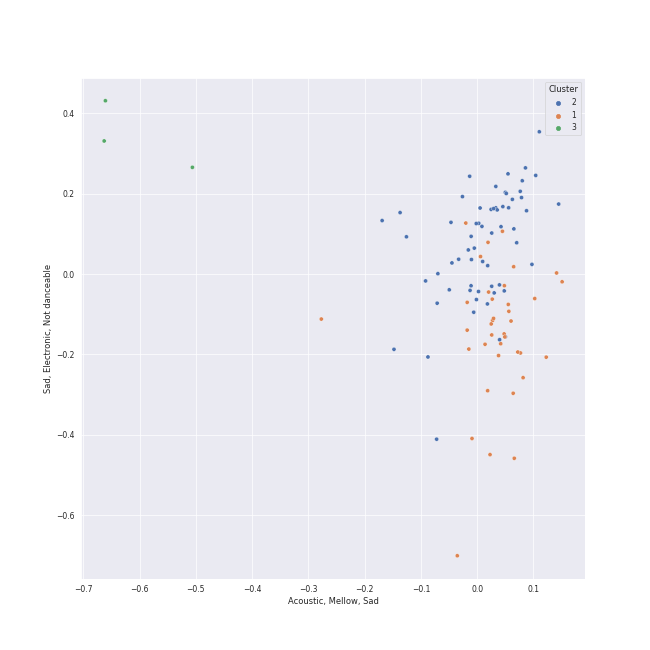 Cluster
2
1
3
0.4
0.2
0.0
−0.2
−0.4
−0.6
Sad, Electronic, Not danceable
−0.7 −0.6 −0.5 −0.4 −0.3 −0.2 −0.1 0.0 0.1
Acoustic, Mellow, Sad